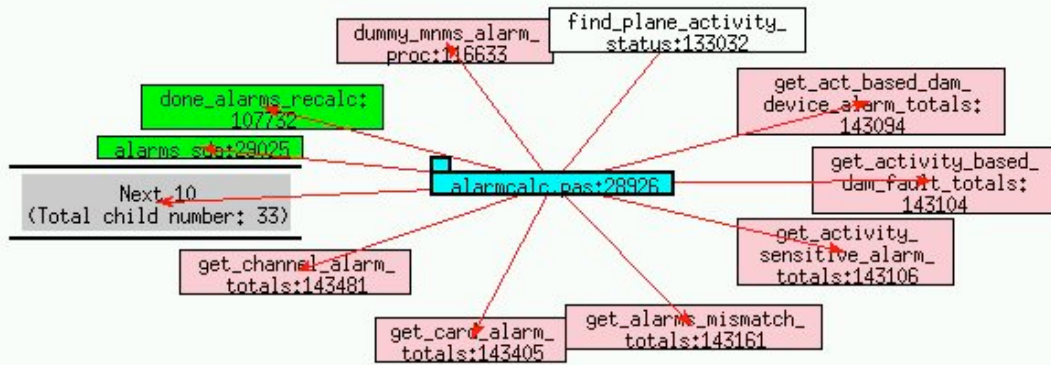 dummy_mnms_alarm_
proc:116633
find_plane_activity_
status:133032
done_alarms_recalc:
107732
get_act_based_dam_
device_alarm_totals:
143094
alarms_sda:29025
Next 10
(Total child number: 33)
alarmcalc.pas:28926
get_activity_based_
dam_fault_totals:
143104
get_channel_alarm_
totals:143481
get_activity_
sensitive_alarm_
totals:143106
get_card_alarm_
totals:143405
get_alarms_mismatch_
totals:143161